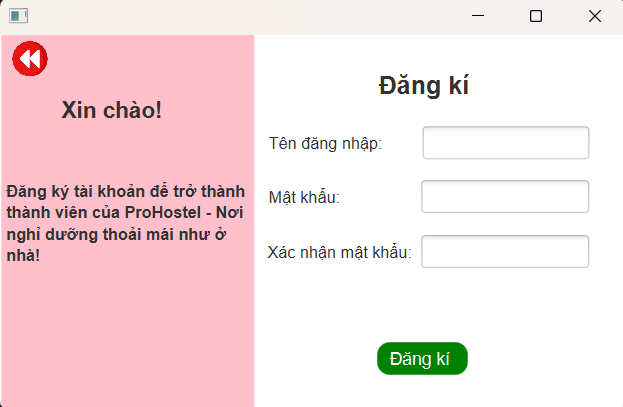 Xin chào!
Đăng ký tài khoản để trở thành
thành viên của ProHostel - Nơi
nghỉ dưỡng thoải mái như ở
nhà!
Đăng kí
Tên đăng nhập:
Mật khẩu:
Xác nhận mật khẩu:
Đăng kí